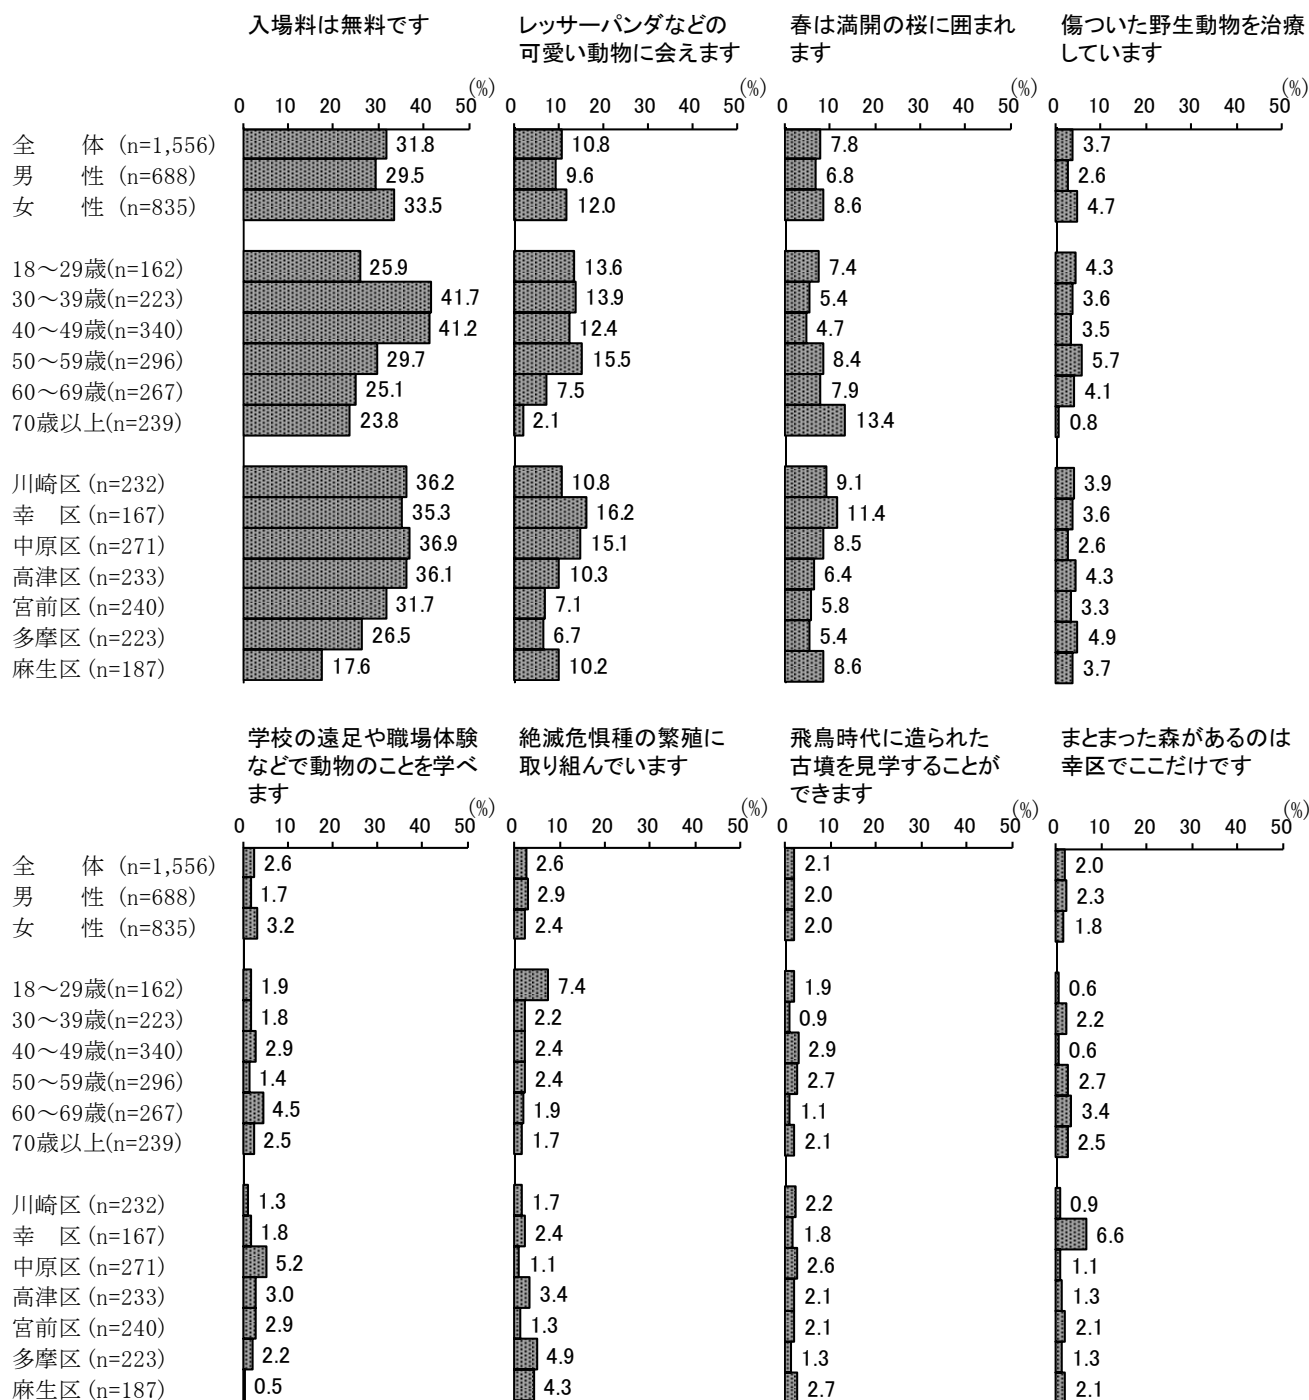 入場料は無料です
レッサーパンダなどの
可愛い動物に会えます
春は満開の桜に囲まれ
ます
傷ついた野生動物を治療
しています
(%) (%) (%) (%)
0 10 20 30 40 50 0 10 20 30 40 50 0 10 20 30 40 50 0 10 20 30 40 50
全 体 (n=1,556) 31.8 10.8 7.8 3.7
男 性 (n=688) 29.5 9.6 6.8 2.6
女 性 (n=835) 33.5 12.0 8.6 4.7
18～29歳(n=162) 25.9 13.6 7.4 4.3
30～39歳(n=223) 41.7 13.9 5.4 3.6
40～49歳(n=340) 41.2 12.4 4.7 3.5
50～59歳(n=296) 29.7 15.5 8.4 5.7
60～69歳(n=267) 25.1 7.5 7.9 4.1
70歳以上(n=239) 23.8 2.1 13.4 0.8
川崎区 (n=232) 36.2 10.8 9.1 3.9
幸 区 (n=167) 35.3 16.2 11.4 3.6
中原区 (n=271) 36.9 15.1 8.5 2.6
高津区 (n=233) 36.1 10.3 6.4 4.3
宮前区 (n=240) 31.7 7.1 5.8 3.3
多摩区 (n=223) 26.5 6.7 5.4 4.9
麻生区 (n=187) 17.6 10.2 8.6 3.7
学校の遠足や職場体験
などで動物のことを学べ
ます
絶滅危惧種の繁殖に
取り組んでいます
飛鳥時代に造られた
古墳を見学することが
できます
まとまった森があるのは
幸区でここだけです
(%) (%) (%) (%)
0 10 20 30 40 50 0 10 20 30 40 50 0 10 20 30 40 50 0 10 20 30 40 50
全 体 (n=1,556) 2.6 2.6 2.1 2.0
男 性 (n=688) 1.7 2.9 2.0 2.3
女 性 (n=835) 3.2 2.4 2.0 1.8
18～29歳(n=162) 1.9 7.4 1.9 0.6
30～39歳(n=223) 1.8 2.2 0.9 2.2
40～49歳(n=340) 2.9 2.4 2.9 0.6
50～59歳(n=296) 1.4 2.4 2.7 2.7
60～69歳(n=267) 4.5 1.9 1.1 3.4
70歳以上(n=239) 2.5 1.7 2.1 2.5
川崎区 (n=232) 1.3 1.7 2.2 0.9
幸 区 (n=167) 1.8 2.4 1.8 6.6
中原区 (n=271) 5.2 1.1 2.6 1.1
高津区 (n=233) 3.0 3.4 2.1 1.3
宮前区 (n=240) 2.9 1.3 2.1 2.1
多摩区 (n=223) 2.2 4.9 1.3 1.3
麻生区 (n=187) 0.5 4.3 2.7 2.1